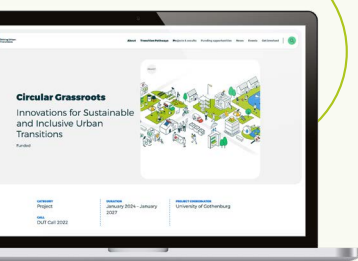 About Transition Pathways Projects & results Funding opportunities News Events Get involved
Circular Grassroots
Innovations for Sustainable
and Inclusive Urban
Transitions
Funded
CATEGORY
Project
DURATION
January 2024 - January
2027
PROJECT COORDINATOR
University of Gothenburg
CALL
DUT Call 2022